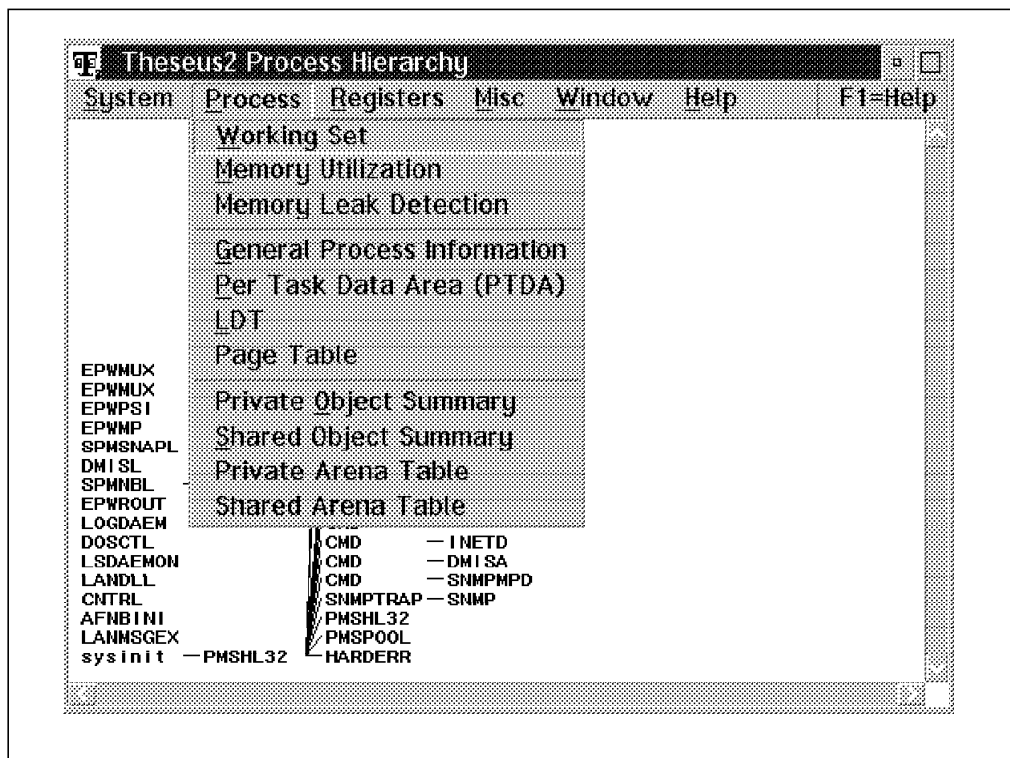 Theseus2 Process Hierarchy
System Process Registers Misc Window Help F1=Help
Working Set
Memory Utilization
Memory Leak Detection
General Process Information
Per Task Data Area (PTDA)
LDT
Page Table
Private Object Summary
Shared Object Summary
Private Arena Table
Shared Arena Table
EPWMUX
EPWMUX
EPWPSI
EPWMP
SPMSNAPL
DMISL
SPMNBL
EPWROUT
LOGDAEM
DOSCTL CMD INETD
LSDAEMON CMD DMISA
LANDLL CMD SNMPMPD
CNTRL SNMPTRAP SNMP
AFNBINI PMSHL32
LANMSGEX PMSPOOL
sysinit PMSHL32 HARDERR